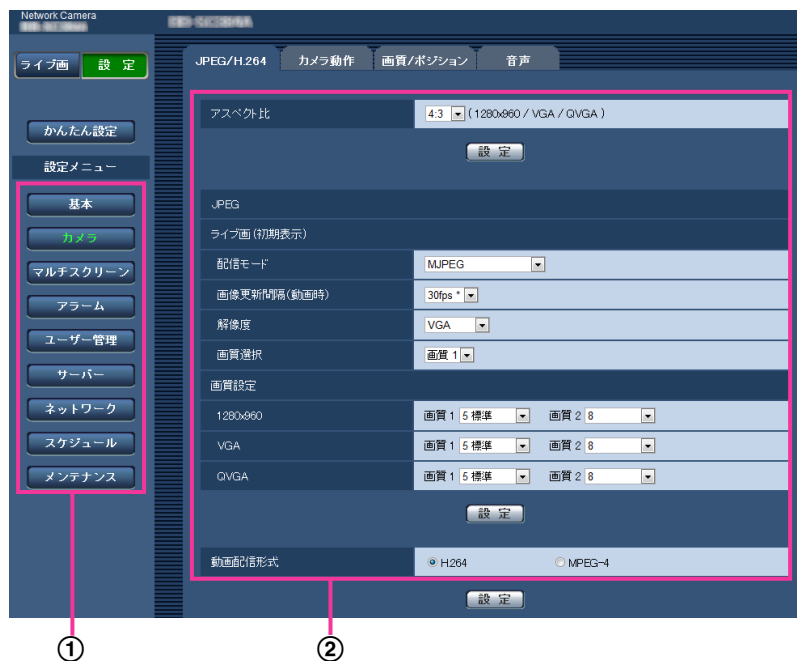 Network Camera
ライブ画 設 定
かんたん設定
設定メニュー
基本
カメラ
マルチスクリーン
アラーム
ユーザー管理
サーバー
ネットワーク
スケジュール
メンテナンス
JPEG/H.264 カメラ動作 画質/ポジション 音声
アスペクト比 4:3 (1280x960 / VGA / QVGA)
設 定
JPEG
ライブ画(初期表示)
配信モード MJPEG
画像更新間隔(動画時) 30fps *
解像度 VGA
画質選択 画質 1
画質設定
1280x960 画質 1 5 標準 画質 2 8
VGA 画質 1 5 標準 画質 2 8
QVGA 画質 1 5 標準 画質 2 8
設 定
動画配信形式 H.264 MPEG-4
設 定
① ②